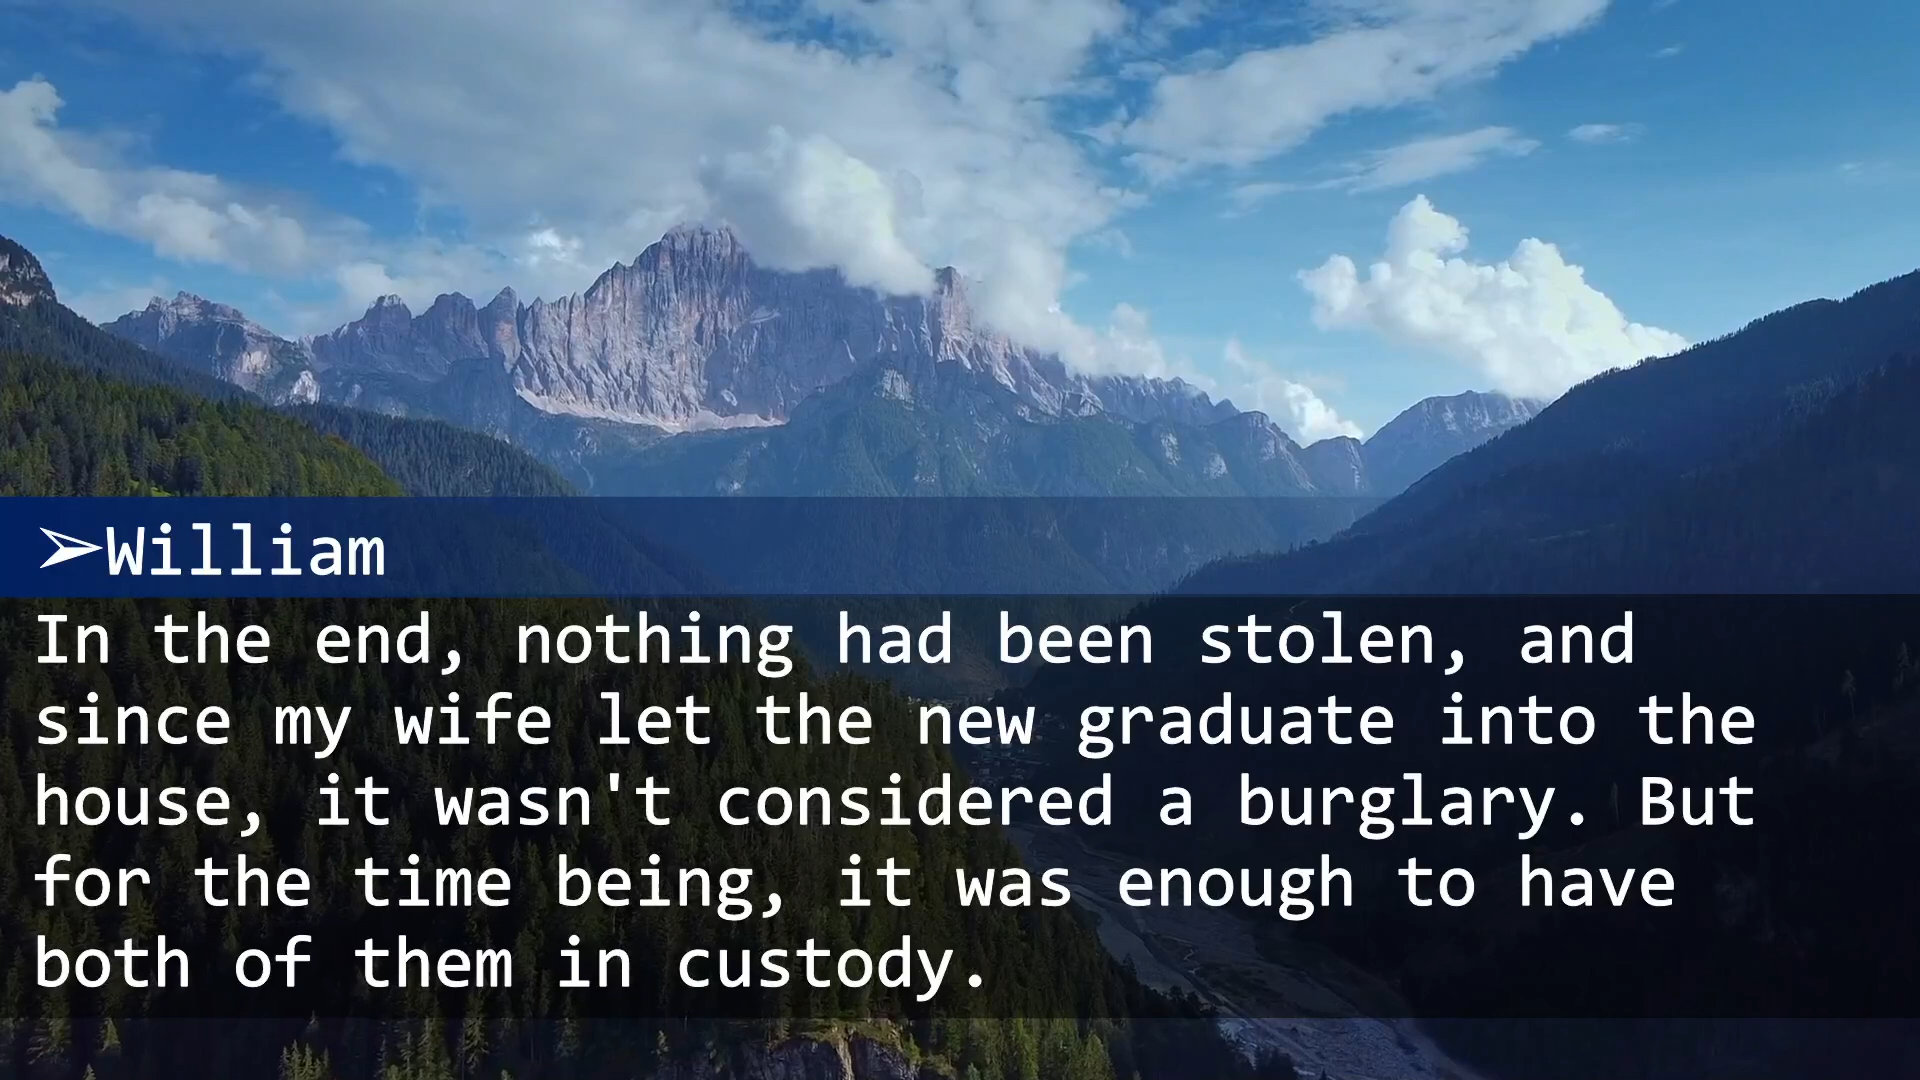 ➢William
In the end, nothing had been stolen, and
since my wife let the new graduate into the
house, it wasn't considered a burglary. But
for the time being, it was enough to have
both of them in custody.